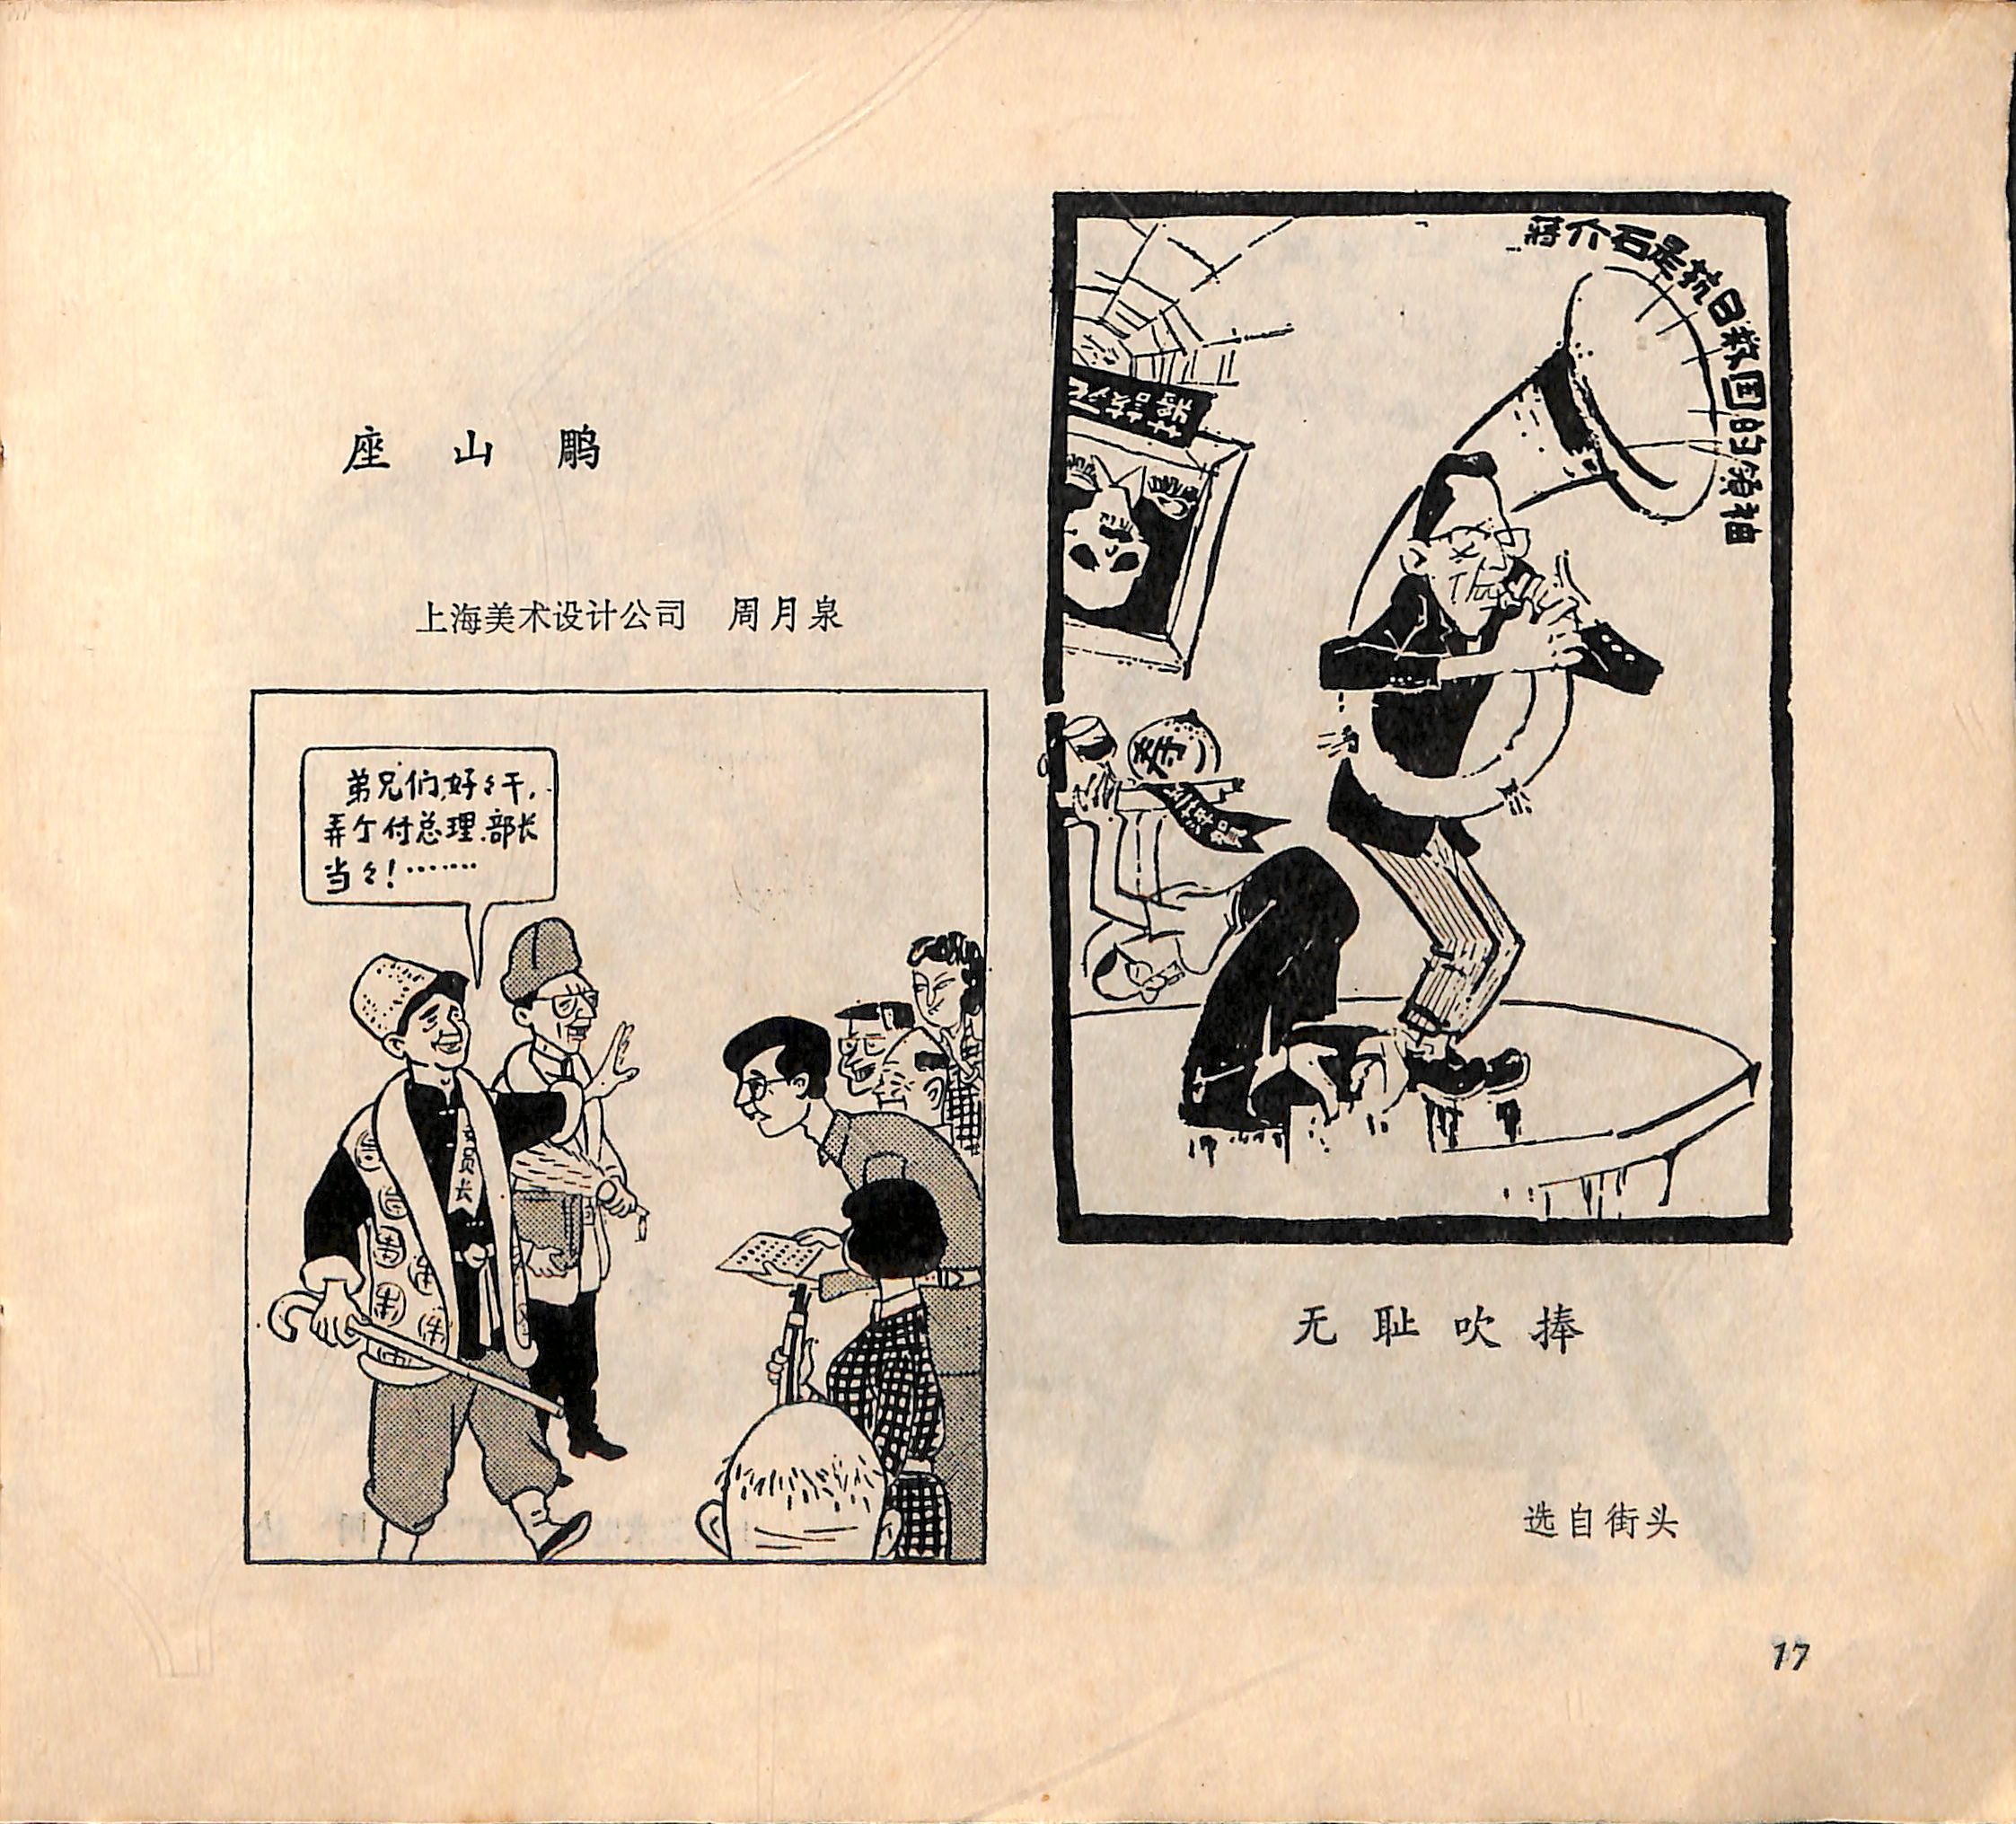 座山鹏
上海美术设计公司 周月泉
弟兄们,好々干,
弄个付总理.部长
当々!……
委员长
蒋介石是抗日救国的领袖
寿
无耻吹捧
选自街头
17